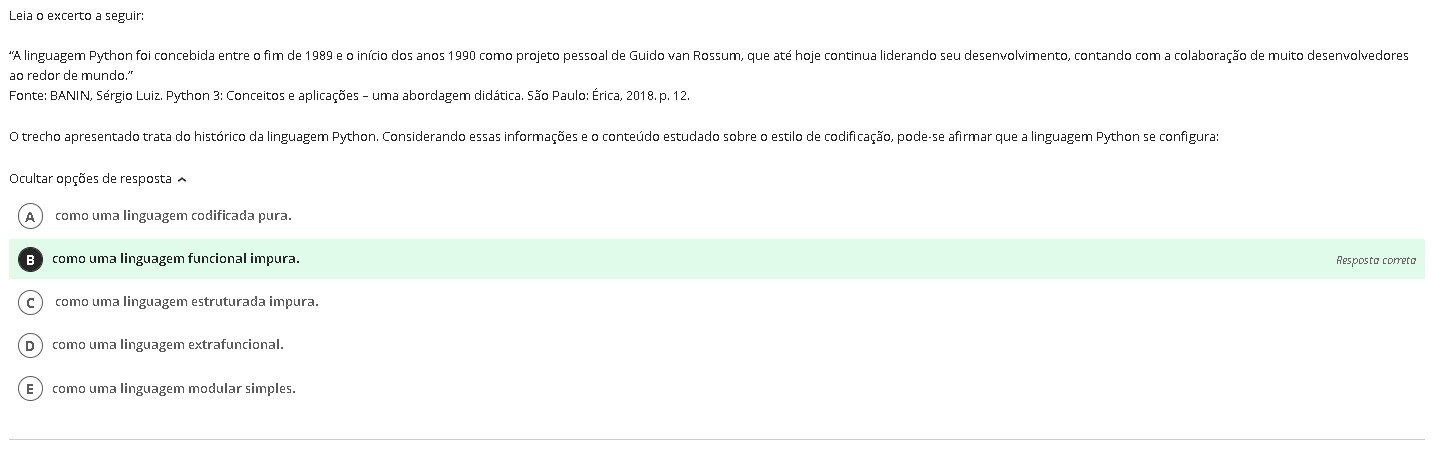 Leia o excerto a seguir:
“A linguagem Python foi concebida entre o fim de 1989 e o início dos anos 1990 como projeto pessoal de Guido van Rossum, que até hoje continua liderando seu desenvolvimento, contando com a colaboração de muito desenvolvedores
ao redor de mundo.”
Fonte: BANIN, Sérgio Luiz. Python 3: Conceitos e aplicações – uma abordagem didática. São Paulo: Érica, 2018. p. 12.
O trecho apresentado trata do histórico da linguagem Python. Considerando essas informações e o conteúdo estudado sobre o estilo de codificação, pode-se afirmar que a linguagem Python se configura:
Ocultar opções de resposta
A como uma linguagem codificada pura.
B como uma linguagem funcional impura. Resposta correta
C como uma linguagem estruturada impura.
D como uma linguagem extrafuncional.
E como uma linguagem modular simples.